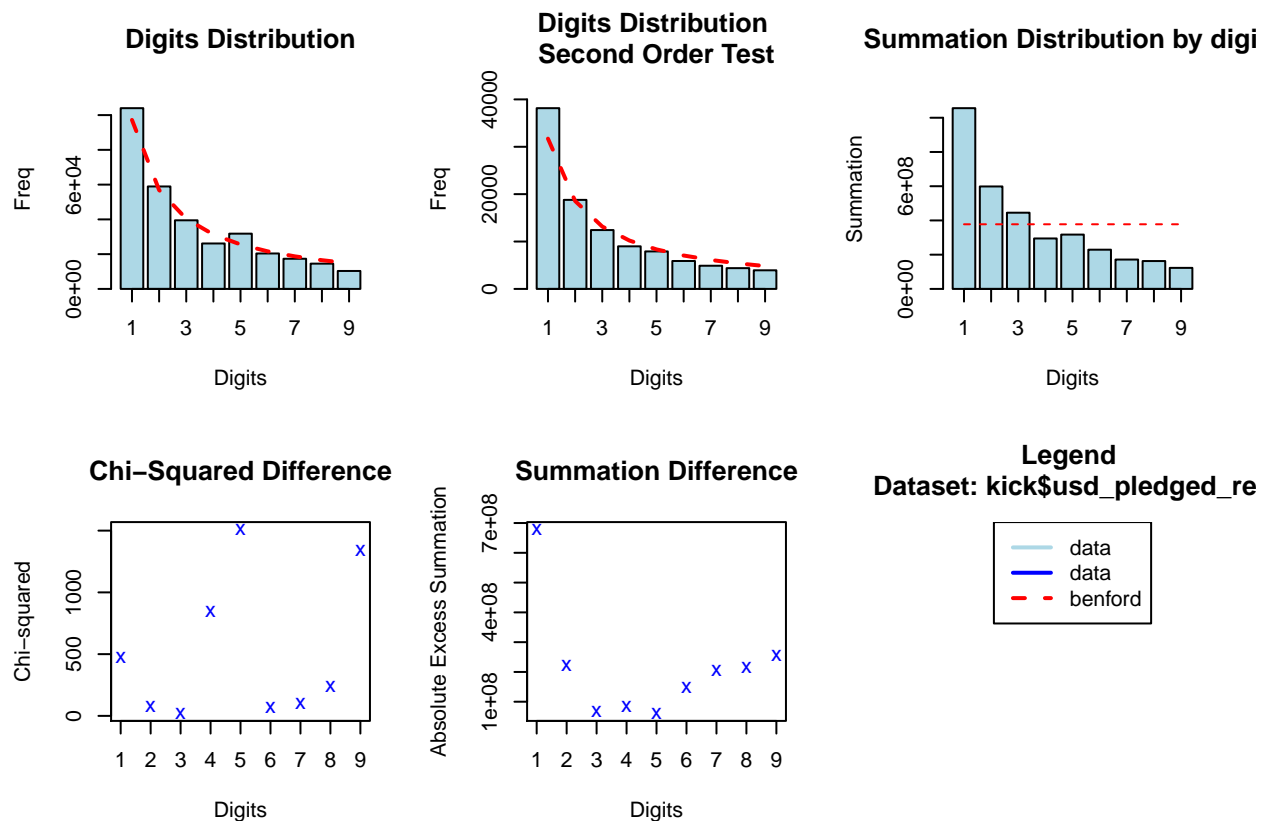 Digits Distribution
Freq
6e+04
0e+00
1 3 5 7 9
Digits
Digits Distribution
Second Order Test
Freq
40000
20000
0
1 3 5 7 9
Digits
Summation Distribution by digi
Summation
6e+08
0e+00
1 3 5 7 9
Digits
Chi−Squared Difference
Chi−squared
1000
500
0
1 2 3 4 5 6 7 8 9
Digits
Summation Difference
Absolute Excess Summation
7e+08
4e+08
1e+08
1 2 3 4 5 6 7 8 9
Digits
Legend
Dataset: kick$usd_pledged_re
data
data
benford